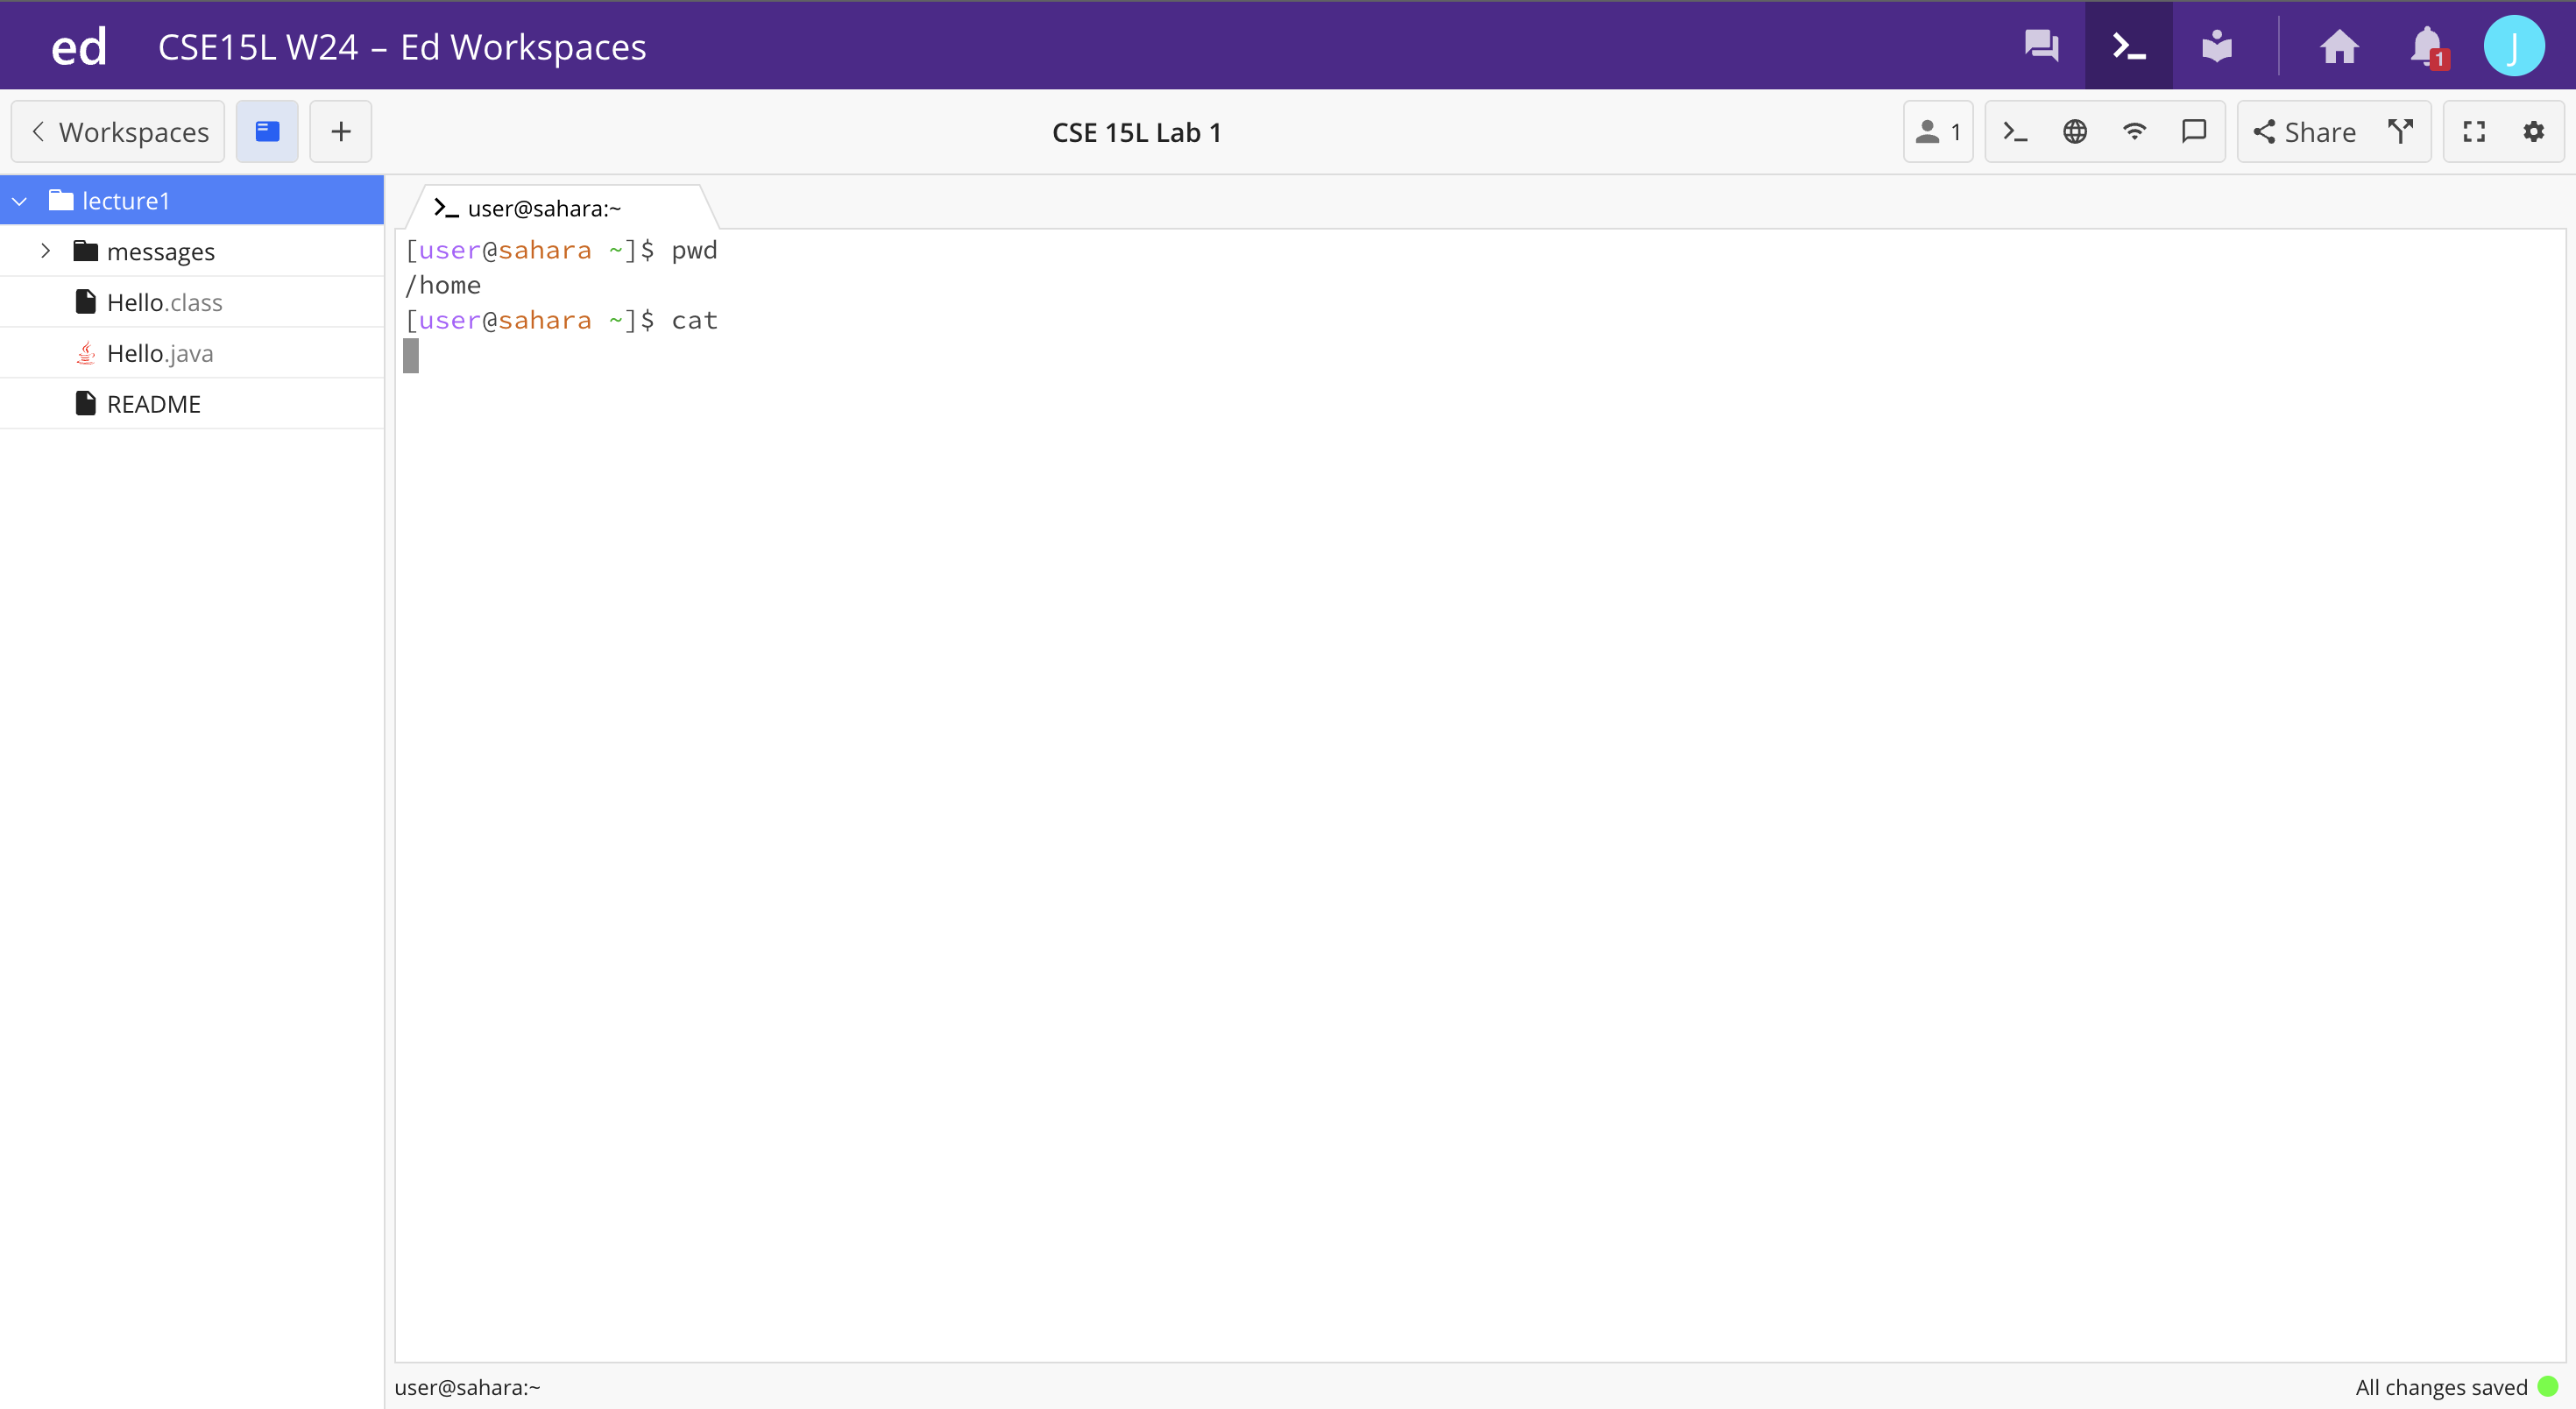 ed CSE15L W24 – Ed Workspaces 1 J
Workspaces + CSE 15L Lab 1 1 Share
lecture1
messages
Hello.class
Hello.java
README
user@sahara:~
[user@sahara ~]$ pwd
/home
[user@sahara ~]$ cat
user@sahara:~ All changes saved